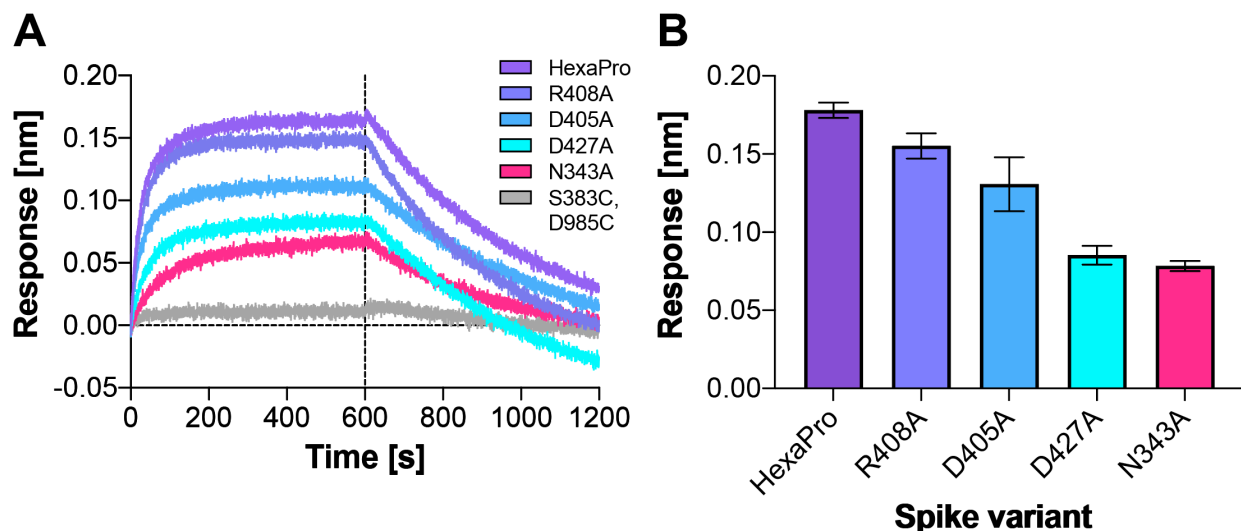 A
Response [nm]
0.20
0.15
0.10
0.05
0.00
-0.05
0
200
400
600
800
1000
1200
Time [s]
HexaPro
R408A
D405A
D427A
N343A
S383C,
D985C
B
Response [nm]
0.20
0.15
0.10
0.05
0.00
HexaPro
R408A
D405A
D427A
N343A
Spike variant